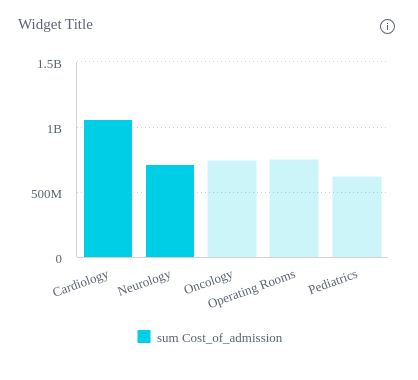 Widget Title
1.5B
1B
500M
0
Cardiology
Neurology
Oncology
Operating Rooms
Pediatrics
sum Cost_of_admission